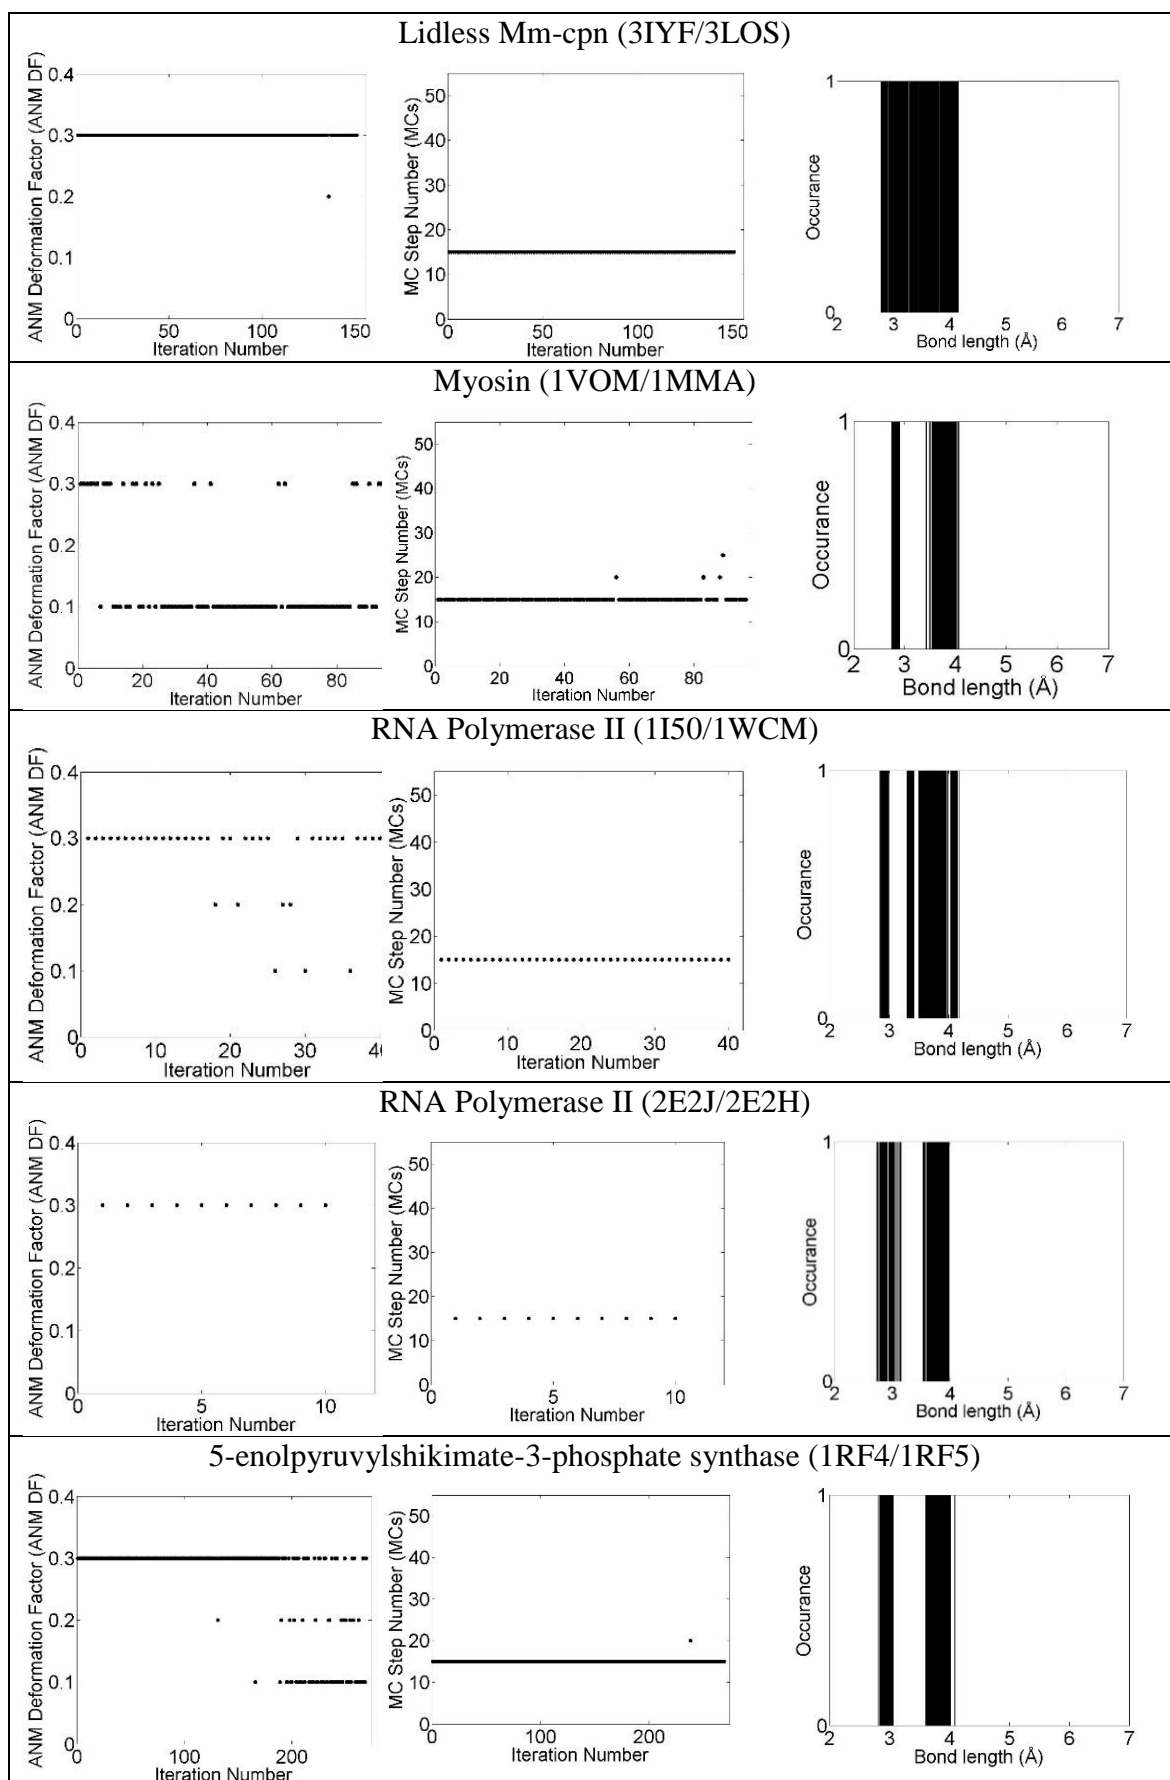 Lidless Mm-cpn (3IYF/3LOS)
ANM Deformation Factor (ANM DF)
0.4
0.3
0.2
0.1
0
0 50 100 150
Iteration Number
MC Step Number (MCs)
50
40
30
20
10
0
0 50 100 150
Iteration Number
Occurance
1
0
2 3 4 5 6 7
Bond length (Å)
Myosin (1VOM/1MMA)
ANM Deformation Factor (ANM DF)
0.4
0.3
0.2
0.1
0
0 20 40 60 80
Iteration Number
MC Step Number (MCs)
50
40
30
20
10
0
0 20 40 60 80
Iteration Number
Occurance
1
0
2 3 4 5 6 7
Bond length (Å)
RNA Polymerase II (1I50/1WCM)
ANM Deformation Factor (ANM DF)
0.4
0.3
0.2
0.1
0
0 10 20 30 40
Iteration Number
MC Step Number (MCs)
50
40
30
20
10
0
0 10 20 30 40
Iteration Number
Occurance
1
0
2 3 4 5 6 7
Bond length (Å)
RNA Polymerase II (2E2J/2E2H)
ANM Deformation Factor (ANM DF)
0.4
0.3
0.2
0.1
0
0 5 10
Iteration Number
MC Step Number (MCs)
50
40
30
20
10
0
0 5 10
Iteration Number
Occurance
1
0
2 3 4 5 6 7
Bond length (Å)
5-enolpyruvylshikimate-3-phosphate synthase (1RF4/1RF5)
ANM Deformation Factor (ANM DF)
0.4
0.3
0.2
0.1
0
0 100 200
Iteration Number
MC Step Number (MCs)
50
40
30
20
10
0
0 100 200
Iteration Number
Occurance
1
0
2 3 4 5 6 7
Bond length (Å)